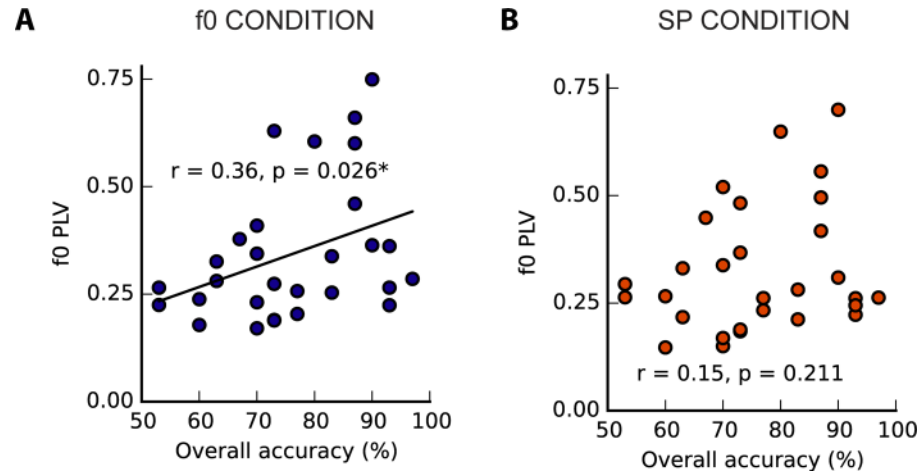 A
f0 CONDITION
f0 PLV
0.75
0.50
0.25
0.00
r = 0.36, p = 0.026*
50 60 70 80 90 100
Overall accuracy (%)
B
SP CONDITION
f0 PLV
0.75
0.50
0.25
0.00
r = 0.15, p = 0.211
50 60 70 80 90 100
Overall accuracy (%)